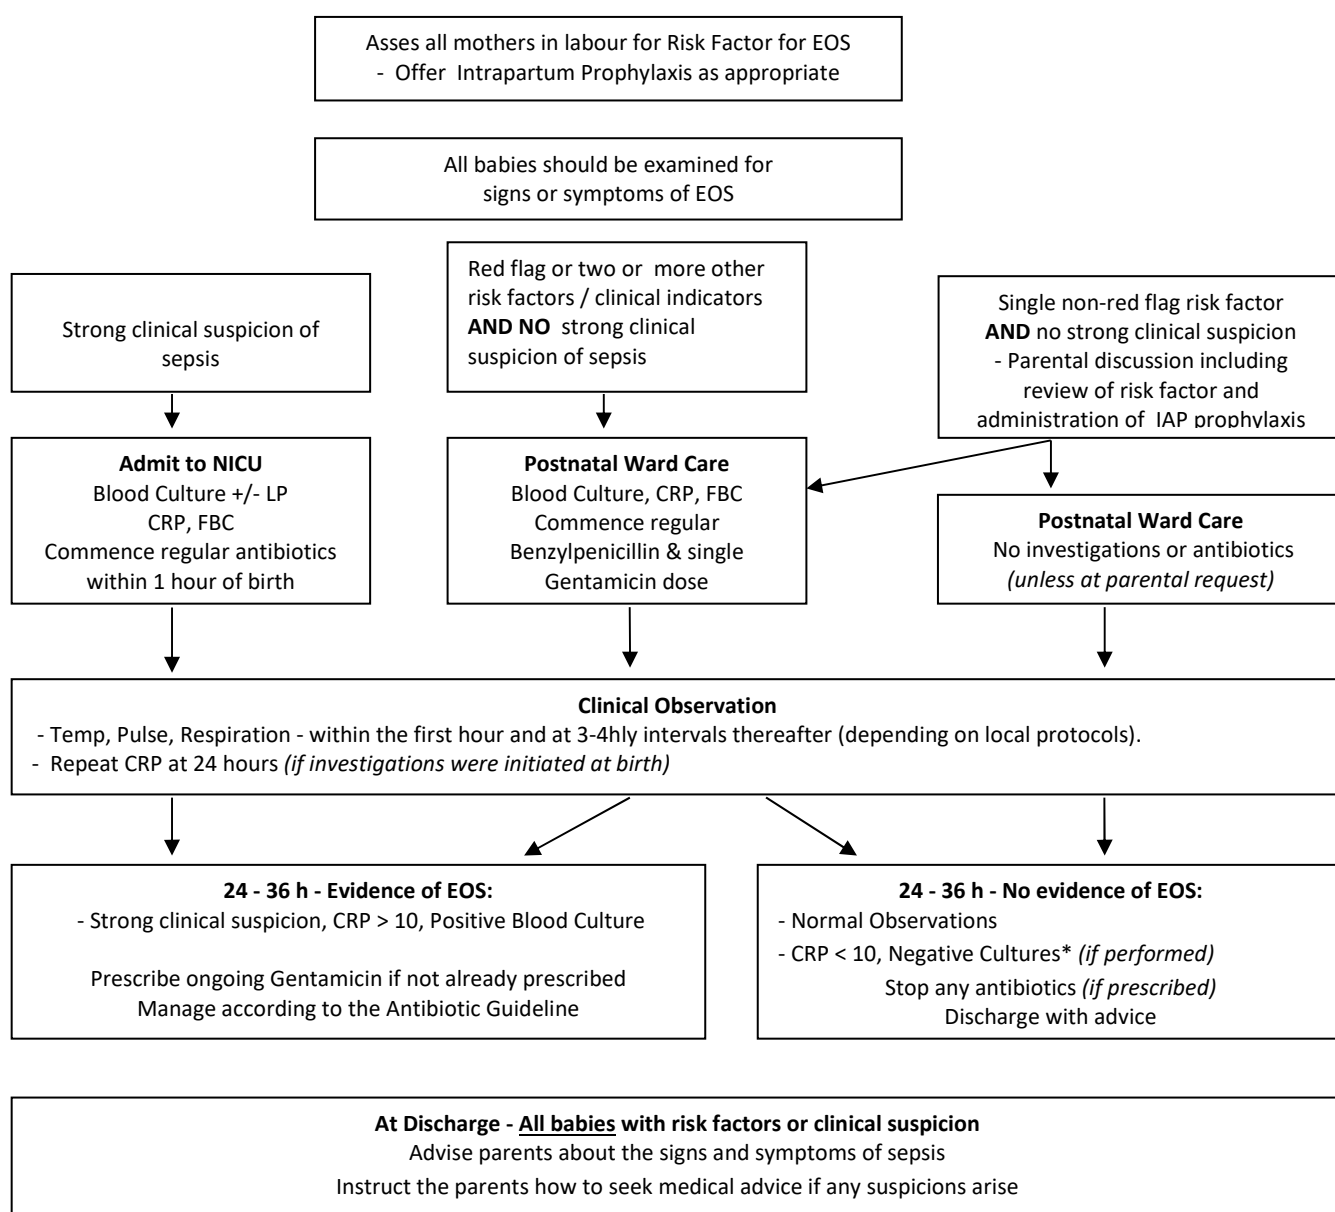 Asses all mothers in labour for Risk Factor for EOS
- Offer Intrapartum Prophylaxis as appropriate
All babies should be examined for
signs or symptoms of EOS
Strong clinical suspicion of
sepsis
Red flag or two or more other
risk factors / clinical indicators
AND NO strong clinical
suspicion of sepsis
Single non-red flag risk factor
AND no strong clinical suspicion
- Parental discussion including
review of risk factor and
administration of IAP prophylaxis
Admit to NICU
Blood Culture +/- LP
CRP, FBC
Commence regular antibiotics
within 1 hour of birth
Postnatal Ward Care
Blood Culture, CRP, FBC
Commence regular
Benzylpenicillin & single
Gentamicin dose
Postnatal Ward Care
No investigations or antibiotics
(unless at parental request)
Clinical Observation
- Temp, Pulse, Respiration - within the first hour and at 3-4hly intervals thereafter (depending on local protocols).
- Repeat CRP at 24 hours (if investigations were initiated at birth)
24 - 36 h - Evidence of EOS:
- Strong clinical suspicion, CRP > 10, Positive Blood Culture
Prescribe ongoing Gentamicin if not already prescribed
Manage according to the Antibiotic Guideline
24 - 36 h - No evidence of EOS:
- Normal Observations
- CRP < 10, Negative Cultures* (if performed)
Stop any antibiotics (if prescribed)
Discharge with advice
At Discharge - All babies with risk factors or clinical suspicion
Advise parents about the signs and symptoms of sepsis
Instruct the parents how to seek medical advice if any suspicions arise